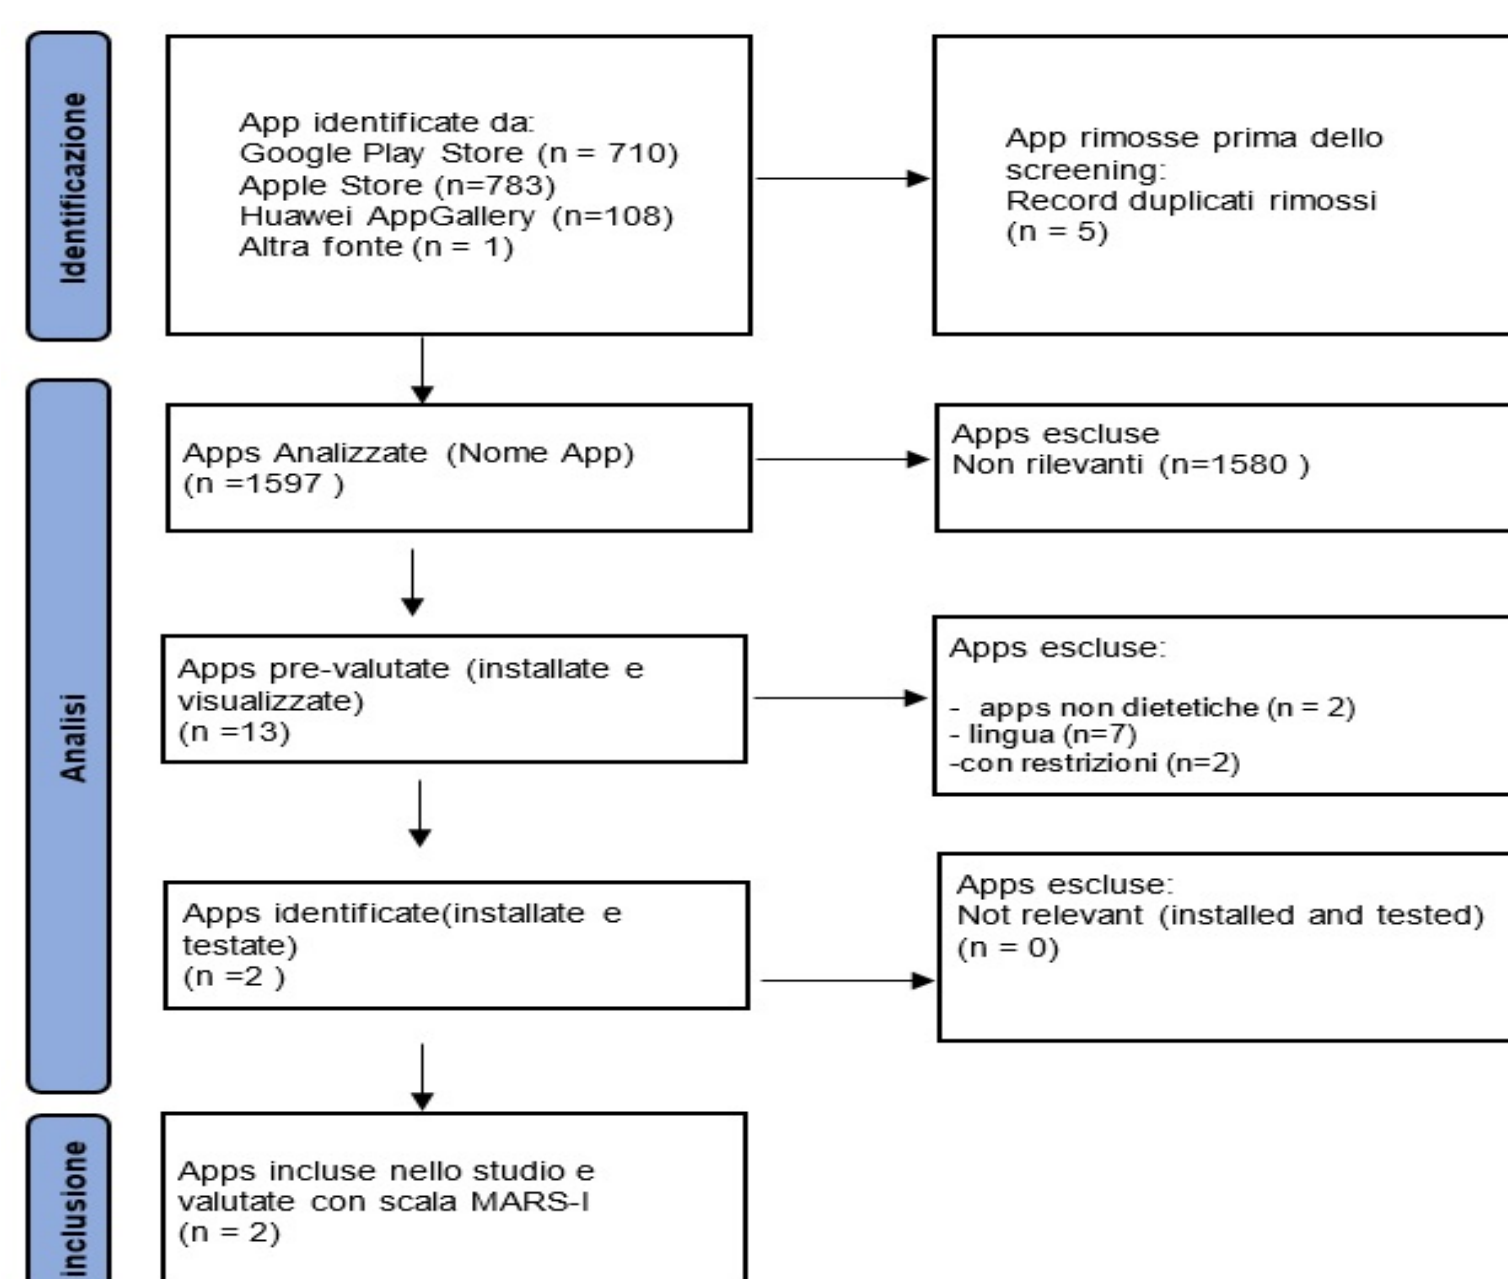 Identificazione
App identificate da:
Google Play Store (n = 710)
Apple Store (n=783)
Huawei AppGallery (n=108)
Altra fonte (n = 1)
App rimosse prima dello
screening:
Record duplicati rimossi
(n = 5)
Analisi
Apps Analizzate (Nome App)
(n =1597 )
Apps escluse
Non rilevanti (n=1580 )
Apps pre-valutate (installate e
visualizzate)
(n =13)
Apps escluse:
- apps non dietetiche (n = 2)
- lingua (n=7)
-con restrizioni (n=2)
Apps identificate(installate e
testate)
(n =2 )
Apps escluse:
Not relevant (installed and tested)
(n = 0)
inclusione
Apps incluse nello studio e
valutate con scala MARS-I
(n = 2)